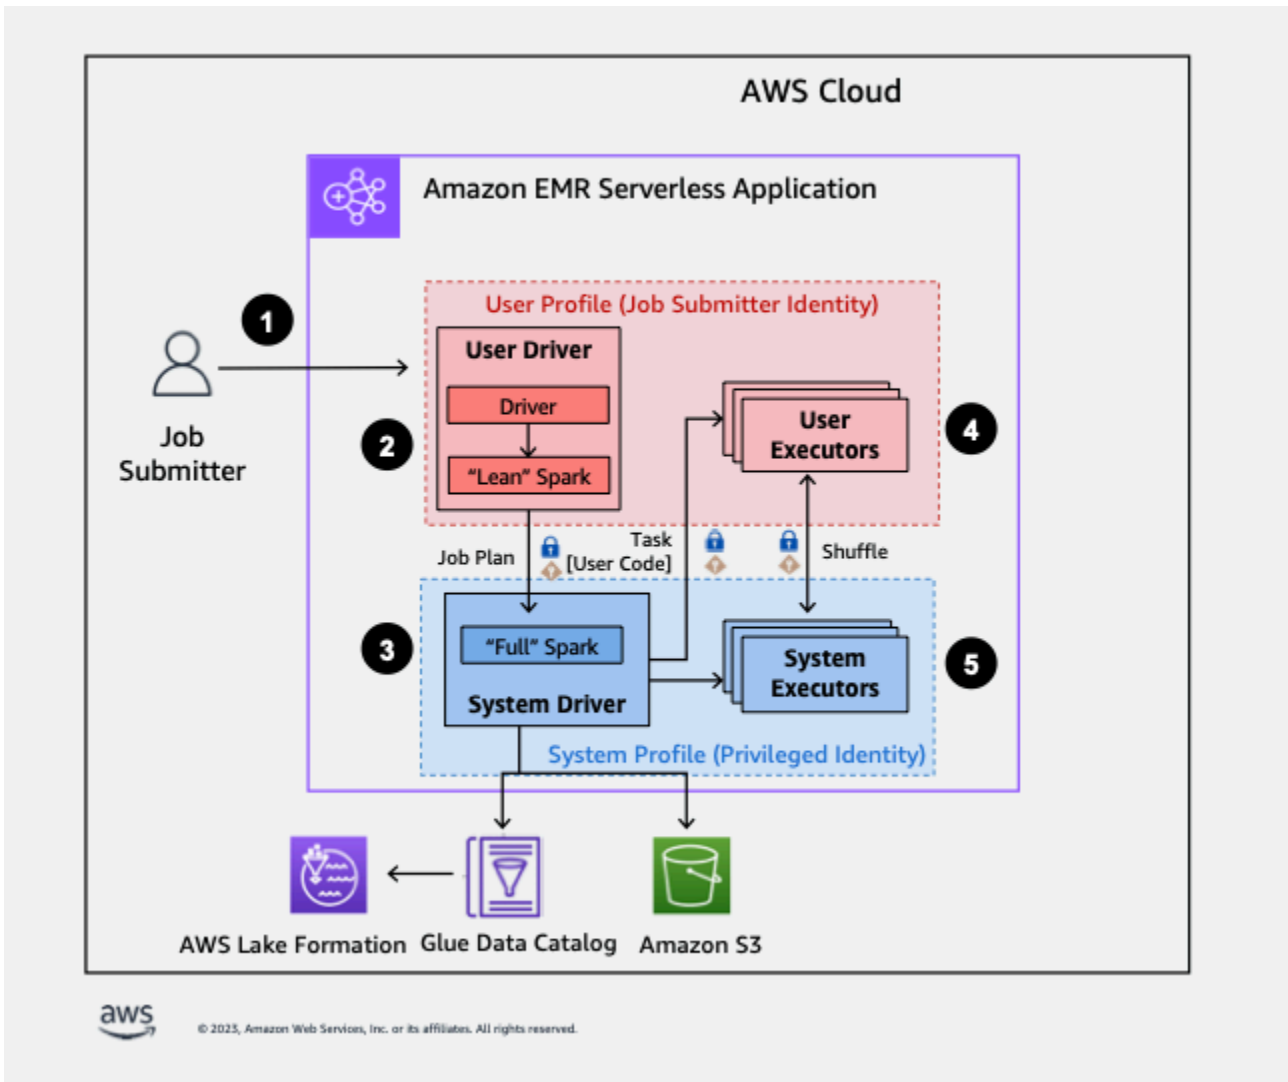 AWS Cloud
Amazon EMR Serverless Application
User Profile (Job Submitter Identity)
1
User Driver
Driver
"Lean" Spark
2
Job
Submitter
User
Executors
4
Job Plan
Task
[User Code]
Shuffle
3
"Full" Spark
System Driver
System
Executors
5
System Profile (Privileged Identity)
AWS Lake Formation
Glue Data Catalog
Amazon S3
aws
© 2023, Amazon Web Services, Inc. or its affiliates. All rights reserved.